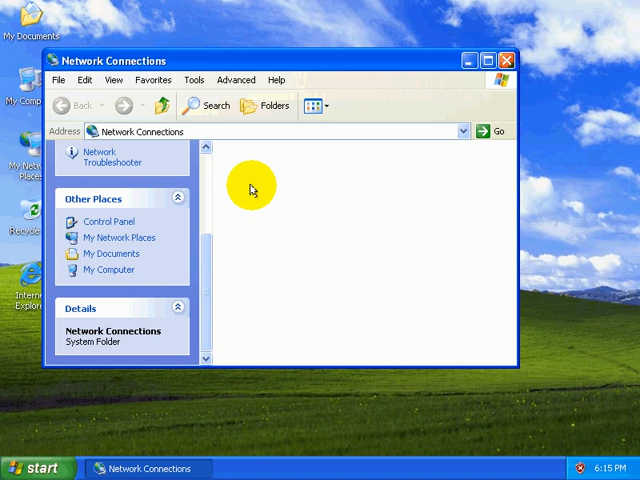 My Documents
Network Connections
File Edit View Favorites Tools Advanced Help
Back Search Folders
Address Network Connections Go
My Comp
Network
Troubleshooter
My Netw
Places
Other Places
Control Panel
My Network Places
My Documents
My Computer
Recycle
Intern
Explor
Details
Network Connections
System Folder
start Network Connections 6:15 PM